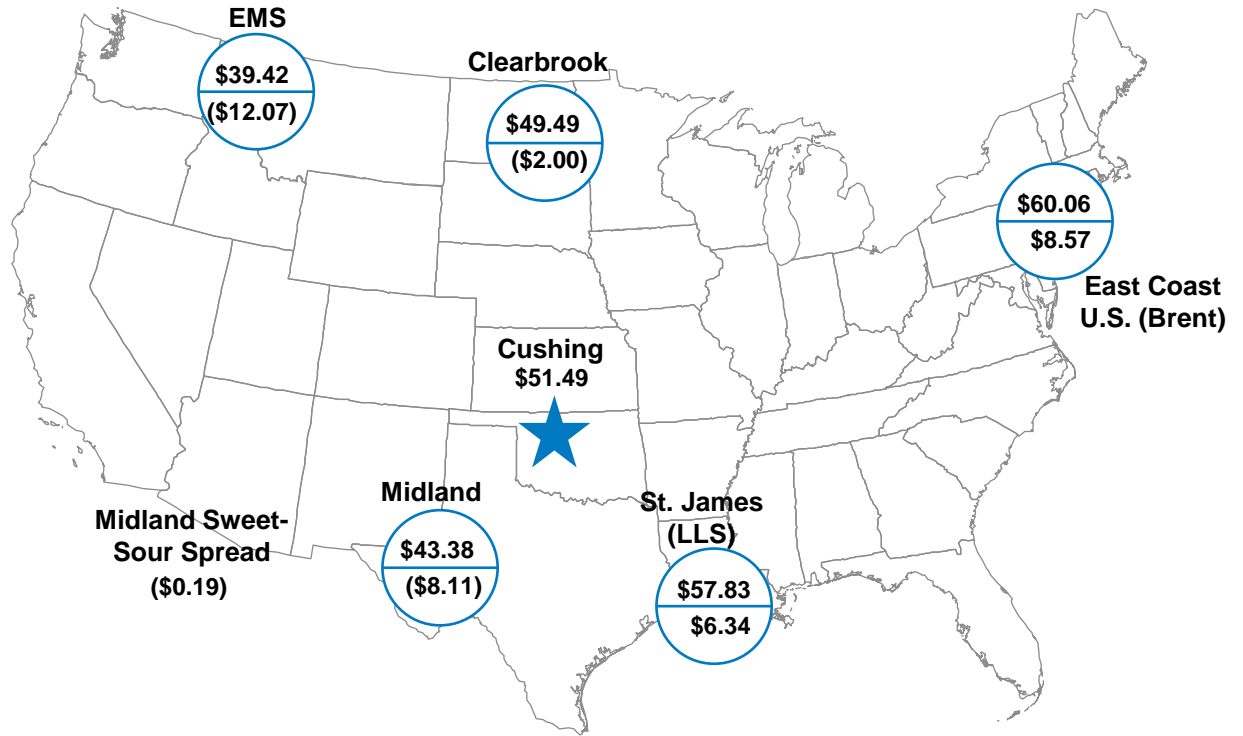 EMS
$39.42
($12.07)
Clearbrook
$49.49
($2.00)
$60.06
$8.57
East Coast
U.S. (Brent)
Cushing
$51.49
Midland
$43.38
($8.11)
Midland Sweet-
Sour Spread
($0.19)
St. James
(LLS)
$57.83
$6.34